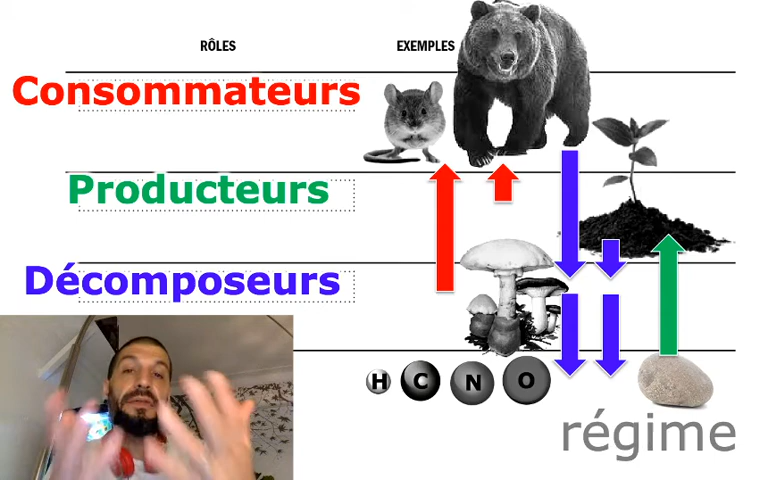 RÔLES EXEMPLES
Consommateurs
Producteurs
Décomposeurs
H C N O
régime